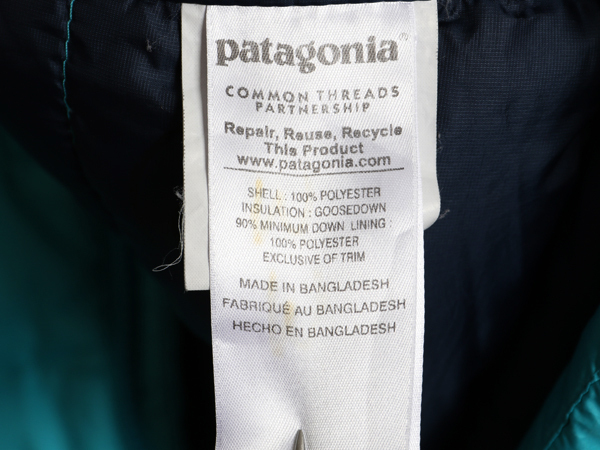 patagonia®
COMMON THREADS
PARTNERSHIP
Repair, Reuse, Recycle
This Product
www.patagonia.com
SHELL : 100% POLYESTER
INSULATION : GOOSEDOWN
90% MINIMUM DOWN LINING :
100% POLYESTER
EXCLUSIVE OF TRIM
MADE IN BANGLADESH
FABRIQUÉ AU BANGLADESH
HECHO EN BANGLADESH